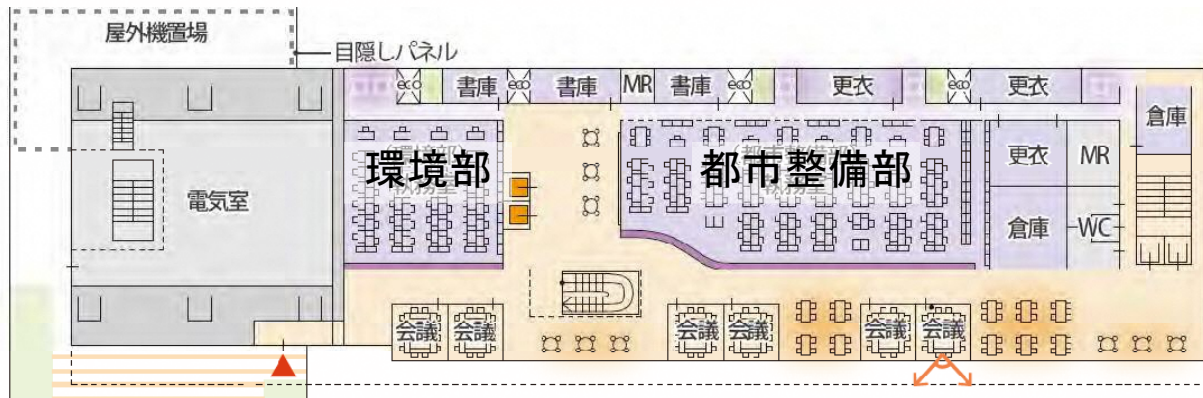 屋外機置場
目隠しパネル
eco 書庫 eco 書庫 MR 書庫 eco 更衣 eco 更衣
倉庫
環境部
都市整備部
更衣 MR
電気室
倉庫 WC
会議 会議 会議 会議 会議 会議